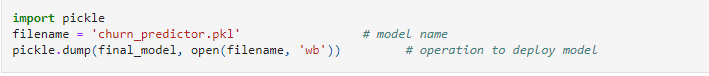 import pickle
filename = 'churn_predictor.pkl' # model name
pickle.dump(final_model, open(filename, 'wb')) # operation to deploy model